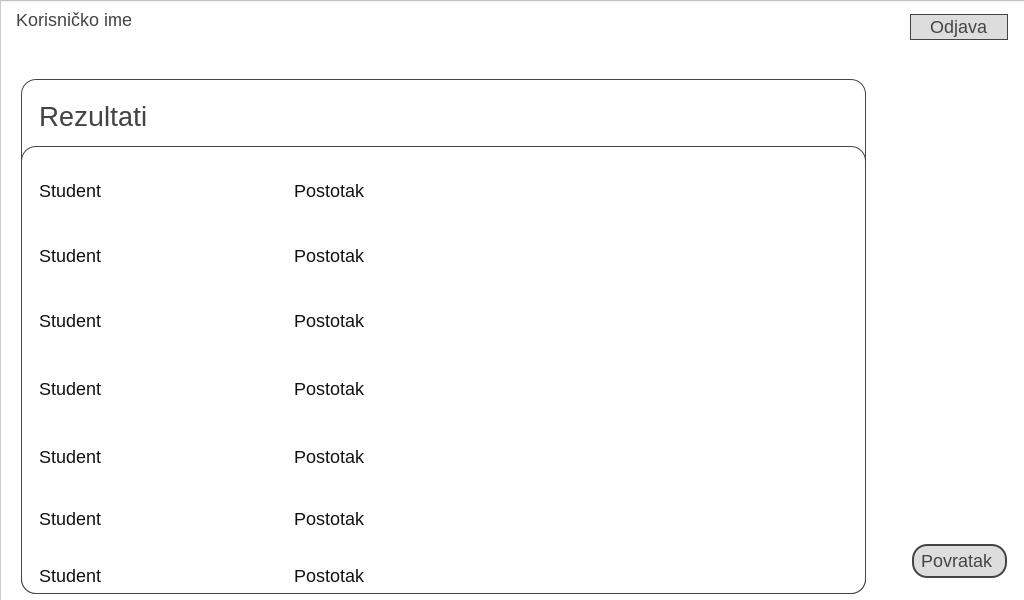 Korisničko ime
Odjava
Rezultati
Student Postotak
Student Postotak
Student Postotak
Student Postotak
Student Postotak
Student Postotak
Povratak
Student Postotak